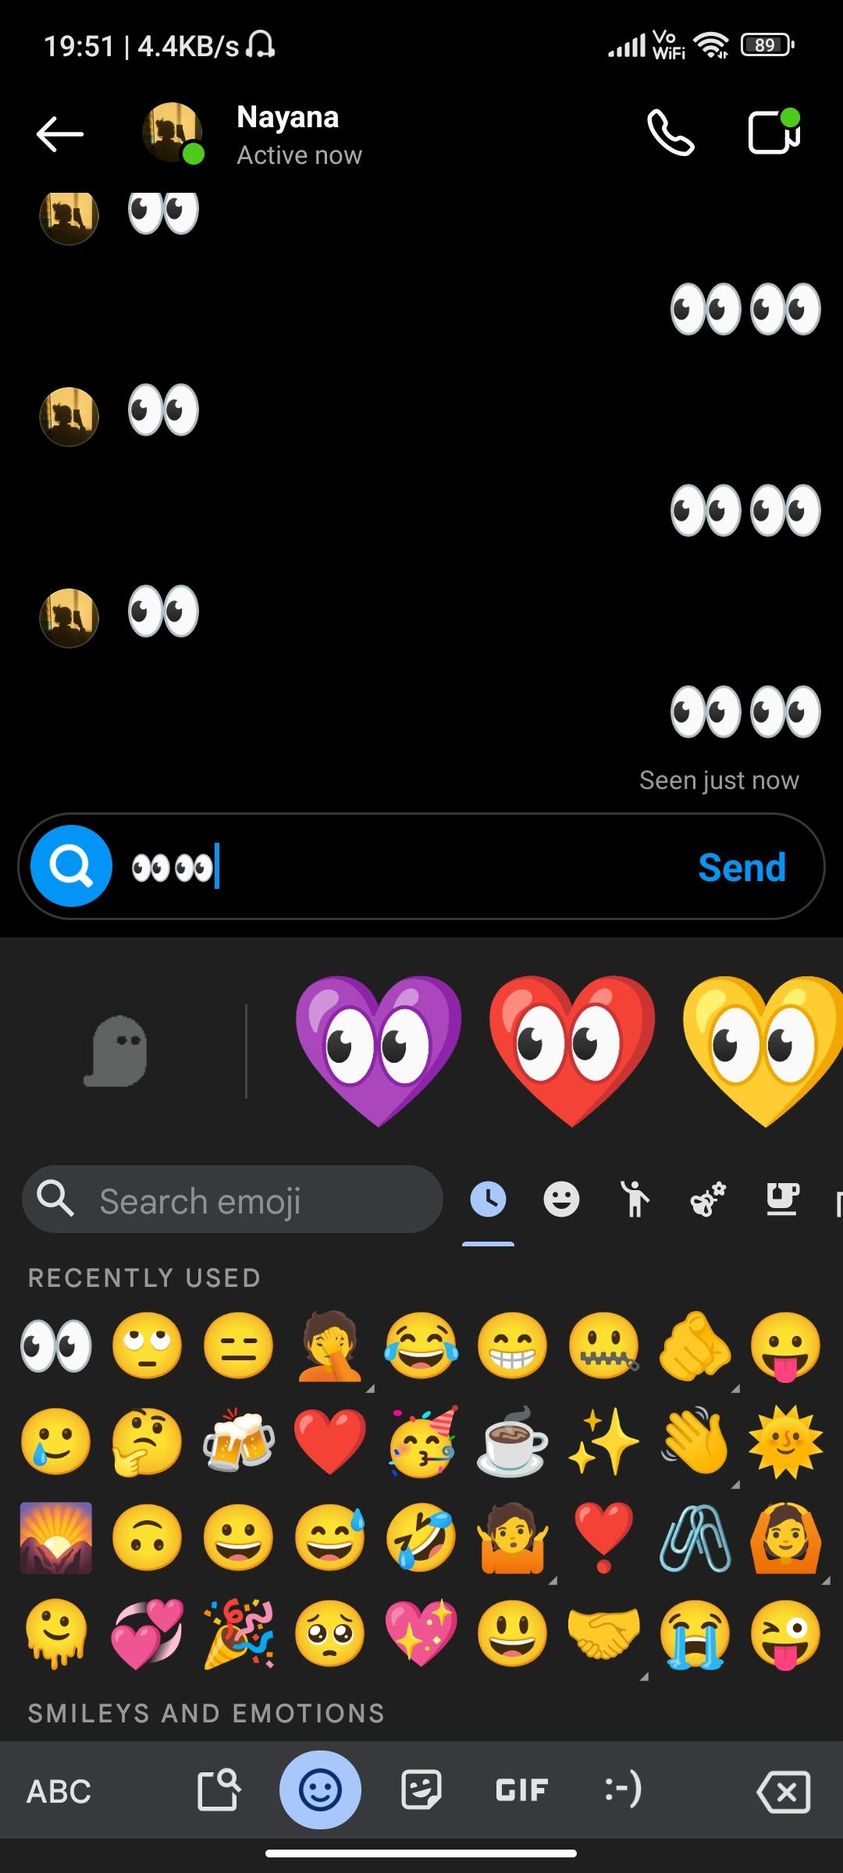 19:51 | 4.4KB/s
Vo
WiFi
89
Nayana
Active now
👀
👀👀
👀
👀👀
👀
👀👀
Seen just now
👀👀
Send
Search emoji
RECENTLY USED
SMILEYS AND EMOTIONS
ABC
GIF
:-)